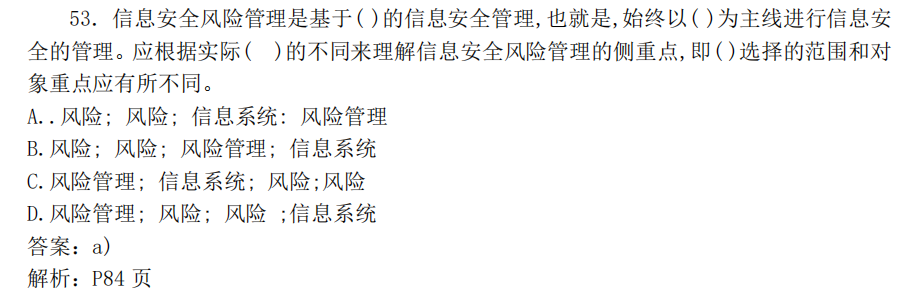 53. 信息安全风险管理是基于()的信息安全管理,也就是,始终以()为主线进行信息安
全的管理。应根据实际( )的不同来理解信息安全风险管理的侧重点,即()选择的范围和对
象重点应有所不同。
A..风险; 风险; 信息系统: 风险管理
B.风险; 风险; 风险管理; 信息系统
C.风险管理; 信息系统; 风险;风险
D.风险管理; 风险; 风险 ;信息系统
答案: a)
解析: P84 页